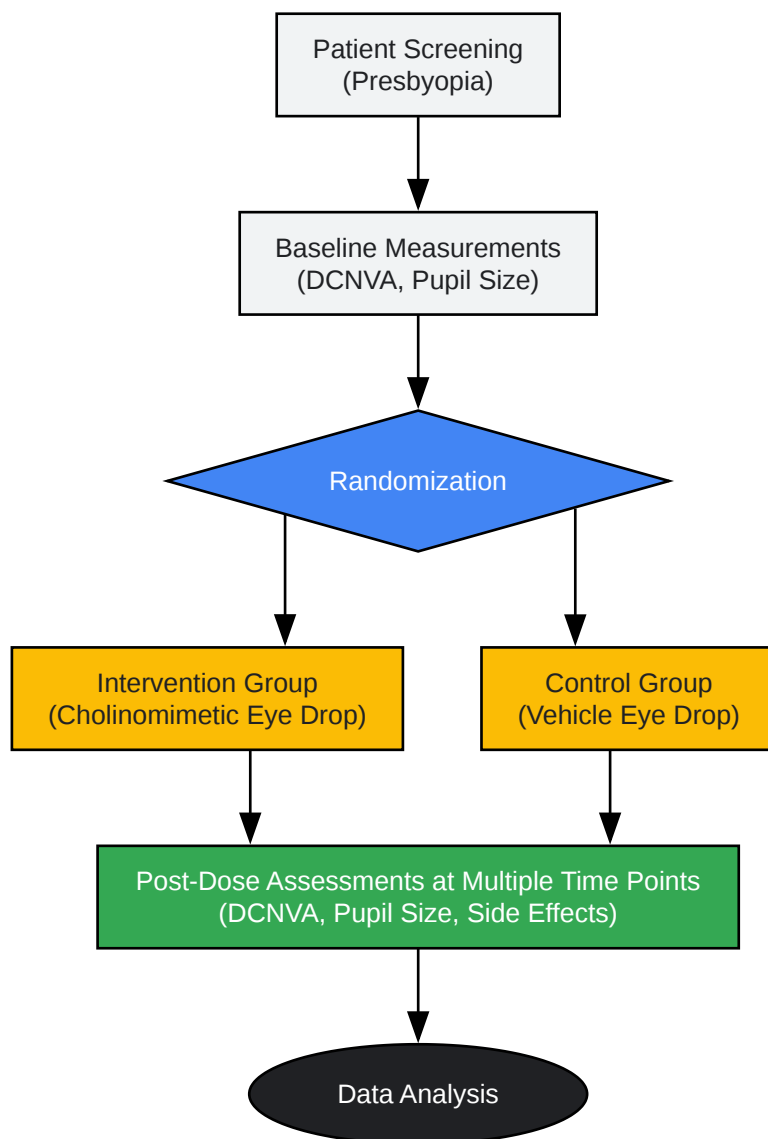 Patient Screening
(Presbyopia)
Baseline Measurements
(DCNVA, Pupil Size)
Randomization
Intervention Group
(Cholinomimetic Eye Drop)
Control Group
(Vehicle Eye Drop)
Post-Dose Assessments at Multiple Time Points
(DCNVA, Pupil Size, Side Effects)
Data Analysis